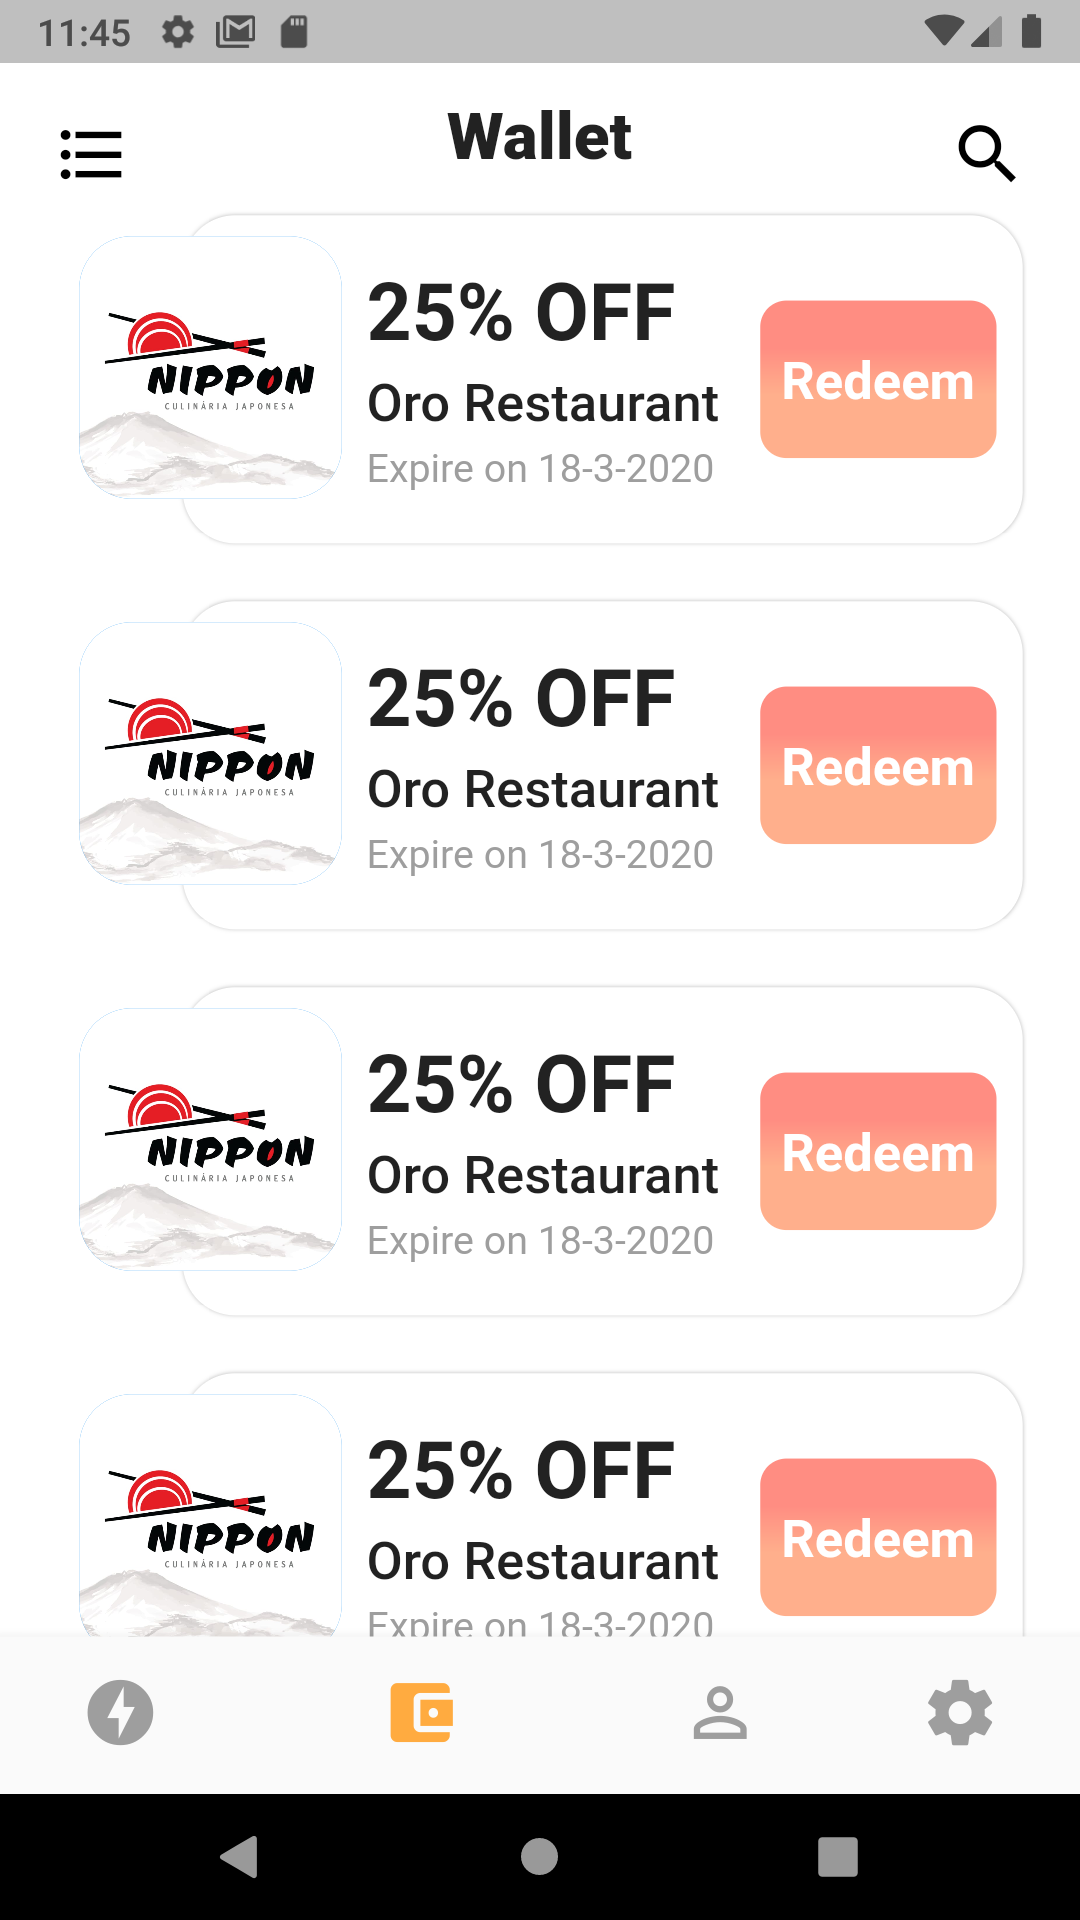 11:45
Wallet
NIPPON
CULINÁRIA JAPONESA
25% OFF
Oro Restaurant
Expire on 18-3-2020
Redeem
NIPPON
CULINÁRIA JAPONESA
25% OFF
Oro Restaurant
Expire on 18-3-2020
Redeem
NIPPON
CULINÁRIA JAPONESA
25% OFF
Oro Restaurant
Expire on 18-3-2020
Redeem
NIPPON
CULINÁRIA JAPONESA
25% OFF
Oro Restaurant
Expire on 18-3-2020
Redeem